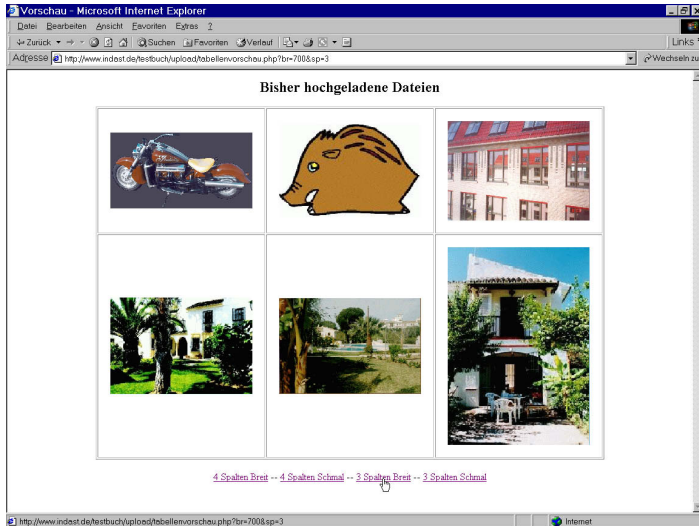 Vorschau - Microsoft Internet Explorer
Datei Bearbeiten Ansicht Favoriten Extras ?
Zurück Suchen Favoriten Verlauf Links
Adresse http://www.indast.de/testbuch/upload/tabellenvorschau.php?br=700&sp=3 Wechseln zu
Bisher hochgeladene Dateien
4 Spalten Breit -- 4 Spalten Schmal -- 3 Spalten Breit -- 3 Spalten Schmal
http://www.indast.de/testbuch/upload/tabellenvorschau.php?br=700&sp=3 Internet